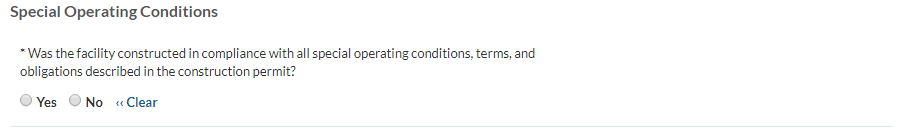 Special Operating Conditions
* Was the facility constructed in compliance with all special operating conditions, terms, and
obligations described in the construction permit?
Yes No ‹‹ Clear